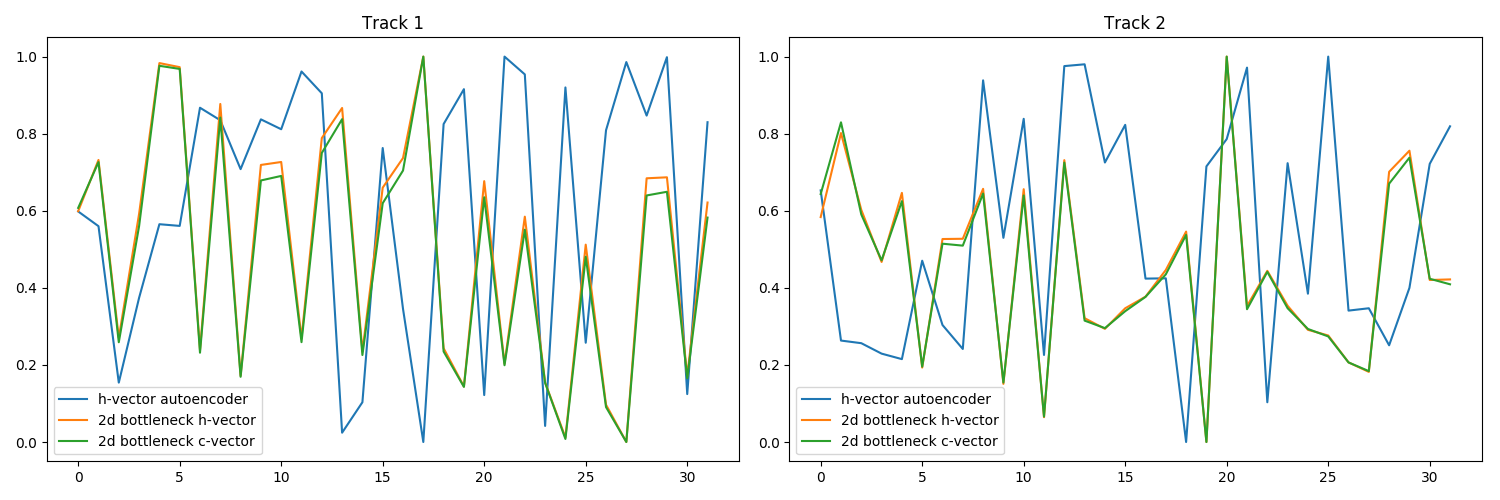 Track 1
1.0
0.8
0.6
0.4
0.2
0.0
h-vector autoencoder
2d bottleneck h-vector
2d bottleneck c-vector
0 5 10 15 20 25 30
Track 2
1.0
0.8
0.6
0.4
0.2
0.0
h-vector autoencoder
2d bottleneck h-vector
2d bottleneck c-vector
0 5 10 15 20 25 30